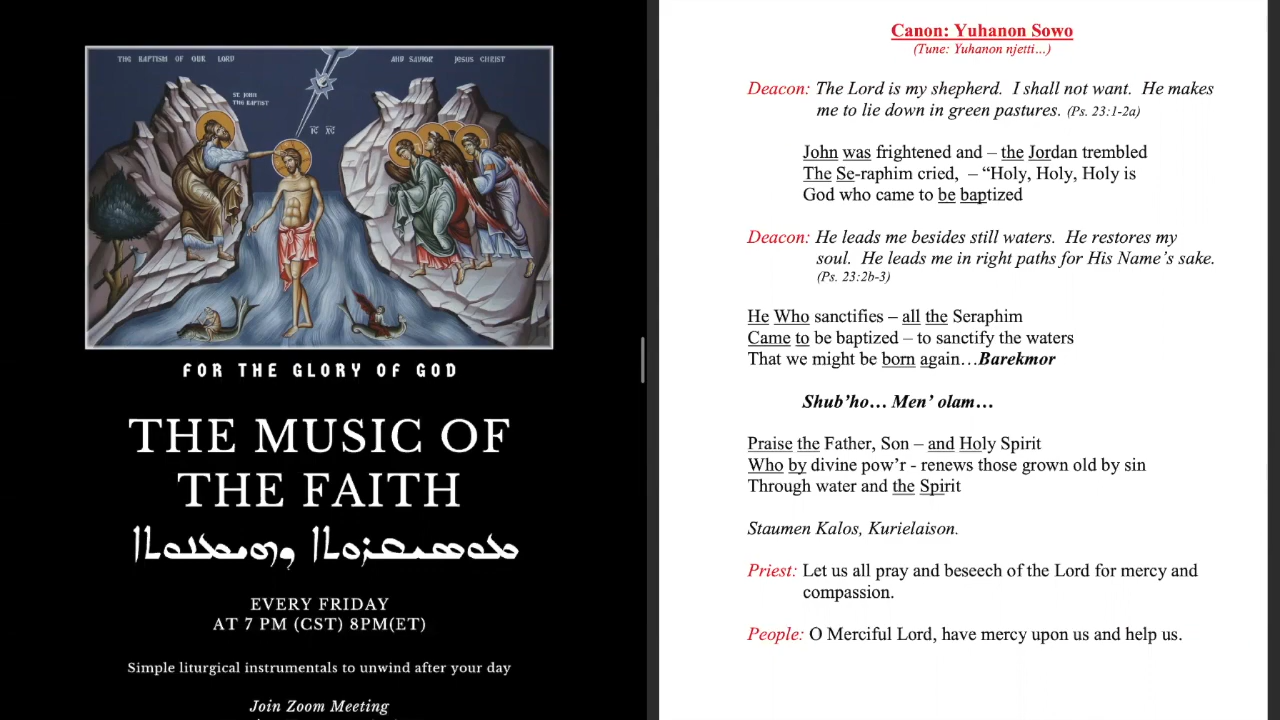 THE BAPTISM OF OUR LORD AND SAVIOR JESUS CHRIST
ST. JOHN
THE BAPTIST
IC XC
FOR THE GLORY OF GOD
THE MUSIC OF
THE FAITH
ܡܘܣܝܩܪܘܬܐ ܕܗܝܡܢܘܬܐ
EVERY FRIDAY
AT 7 PM (CST) 8PM(ET)
Simple liturgical instrumentals to unwind after your day
Join Zoom Meeting
Canon: Yuhanon Sowo
(Tune: Yuhanon njetti…)
Deacon: The Lord is my shepherd. I shall not want. He makes
me to lie down in green pastures. (Ps. 23:1-2a)
John was frightened and – the Jordan trembled
The Se-raphim cried, – “Holy, Holy, Holy is
God who came to be baptized
Deacon: He leads me besides still waters. He restores my
soul. He leads me in right paths for His Name’s sake.
(Ps. 23:2b-3)
He Who sanctifies – all the Seraphim
Came to be baptized – to sanctify the waters
That we might be born again…Barekmor
Shub’ho… Men’ olam…
Praise the Father, Son – and Holy Spirit
Who by divine pow’r - renews those grown old by sin
Through water and the Spirit
Staumen Kalos, Kurielaison.
Priest: Let us all pray and beseech of the Lord for mercy and
compassion.
People: O Merciful Lord, have mercy upon us and help us.